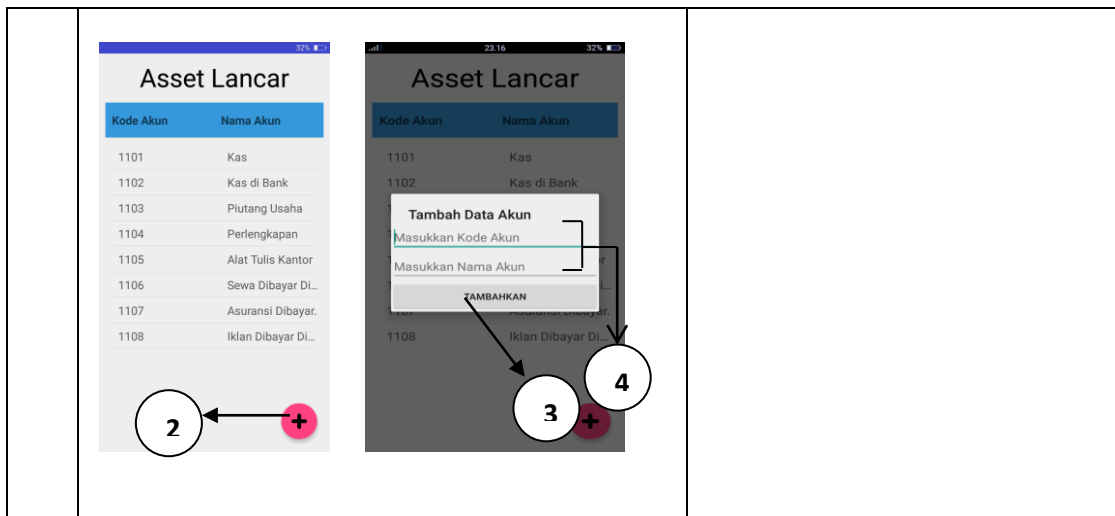 32%
Asset Lancar
Kode Akun Nama Akun
1101 Kas
1102 Kas di Bank
1103 Piutang Usaha
1104 Perlengkapan
1105 Alat Tulis Kantor
1106 Sewa Dibayar Di...
1107 Asuransi Dibayar.
1108 Iklan Dibayar Di...
2
23.16 32%
Asset Lancar
Kode Akun Nama Akun
1101 Kas
1102 Kas di Bank
Tambah Data Akun
Masukkan Kode Akun
Masukkan Nama Akun
TAMBAHKAN
1107 Asuransi Dibayar.
1108 Iklan Dibayar Di...
4
3